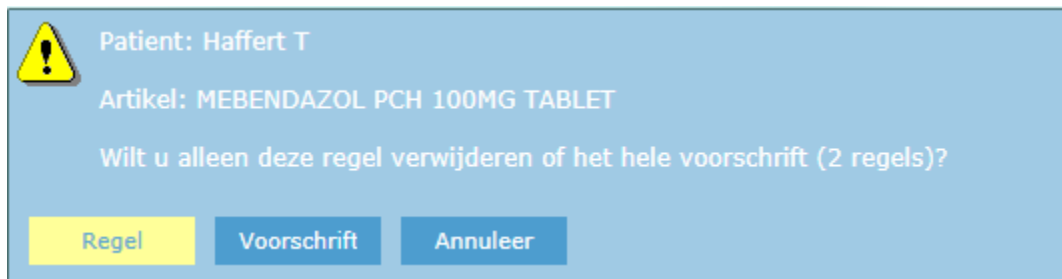 Patient: Haffert T
Artikel: MEBENDAZOL PCH 100MG TABLET
Wilt u alleen deze regel verwijderen of het hele voorschrift (2 regels)?
Regel Voorschrift Annuleer